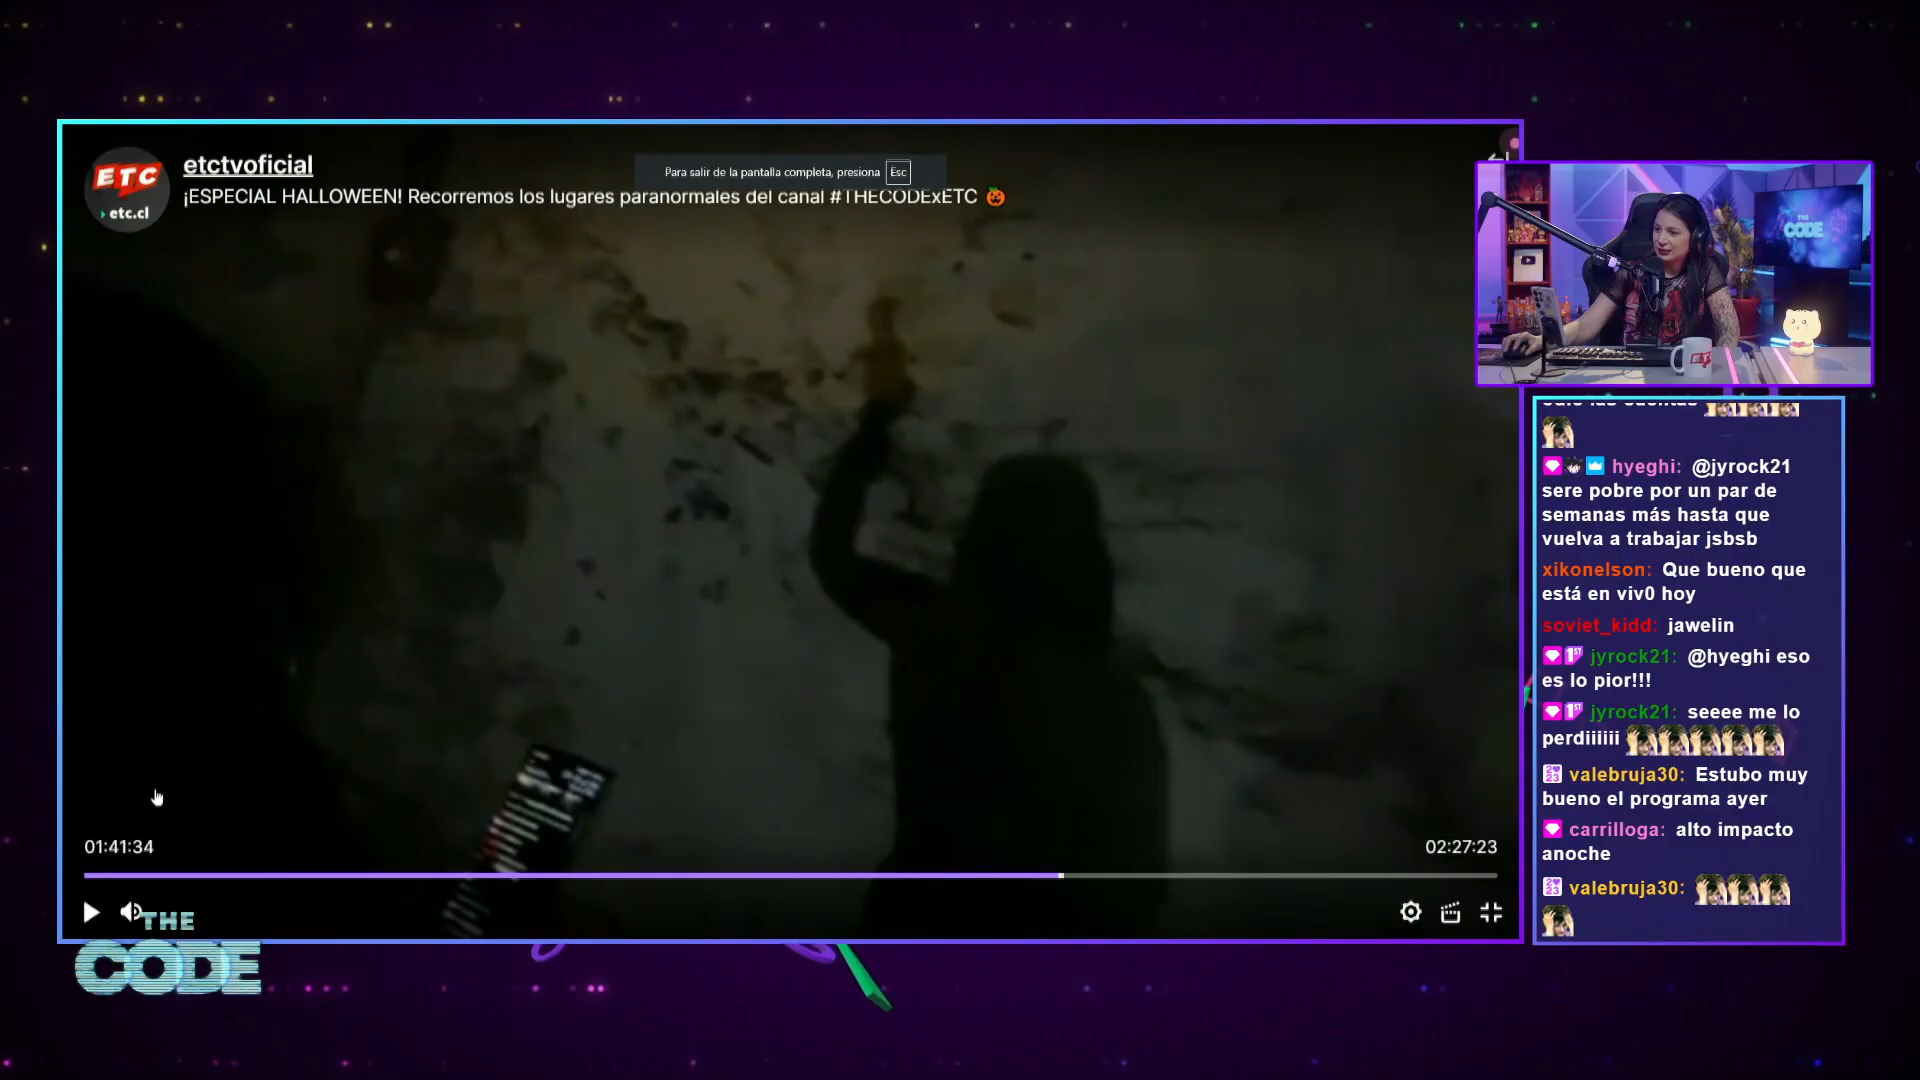 etctvoficial
¡ESPECIAL HALLOWEEN! Recorremos los lugares paranormales del canal #THECODExETC
Para salir de la pantalla completa, presiona Esc
ETC
etc.cl
THE
CODE
hyeghi: @jyrock21
sere pobre por un par de
semanas más hasta que
vuelva a trabajar jsbsb
xikonelson: Que bueno que
está en viv0 hoy
soviet_kidd: jawelin
jyrock21: @hyeghi eso
es lo pior!!!
jyrock21: seeee me lo
perdiiiiii
valebruja30: Estubo muy
bueno el programa ayer
carrilloga: alto impacto
anoche
valebruja30:
01:41:34
02:27:23
THE
CODE